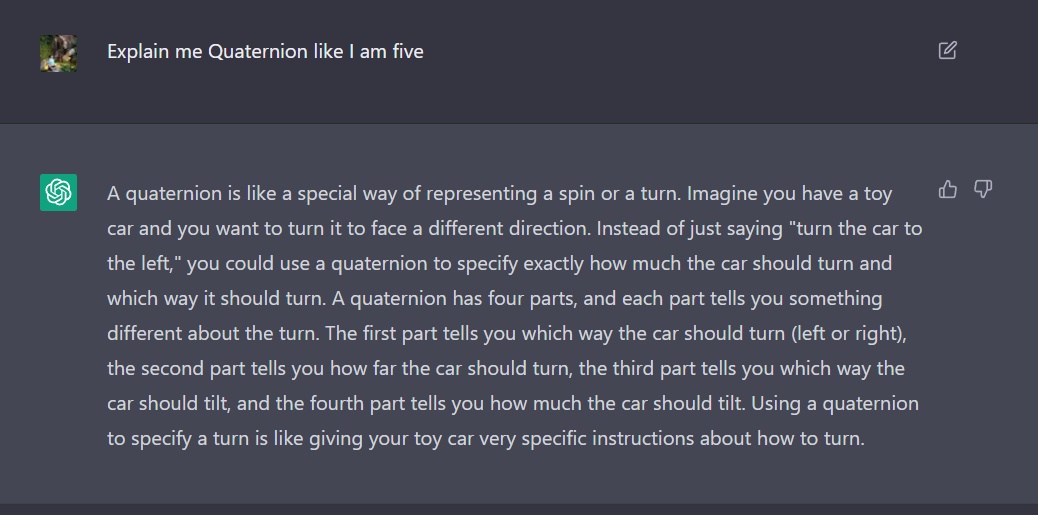 Explain me Quaternion like I am five
A quaternion is like a special way of representing a spin or a turn. Imagine you have a toy
car and you want to turn it to face a different direction. Instead of just saying "turn the car to
the left," you could use a quaternion to specify exactly how much the car should turn and
which way it should turn. A quaternion has four parts, and each part tells you something
different about the turn. The first part tells you which way the car should turn (left or right),
the second part tells you how far the car should turn, the third part tells you which way the
car should tilt, and the fourth part tells you how much the car should tilt. Using a quaternion
to specify a turn is like giving your toy car very specific instructions about how to turn.